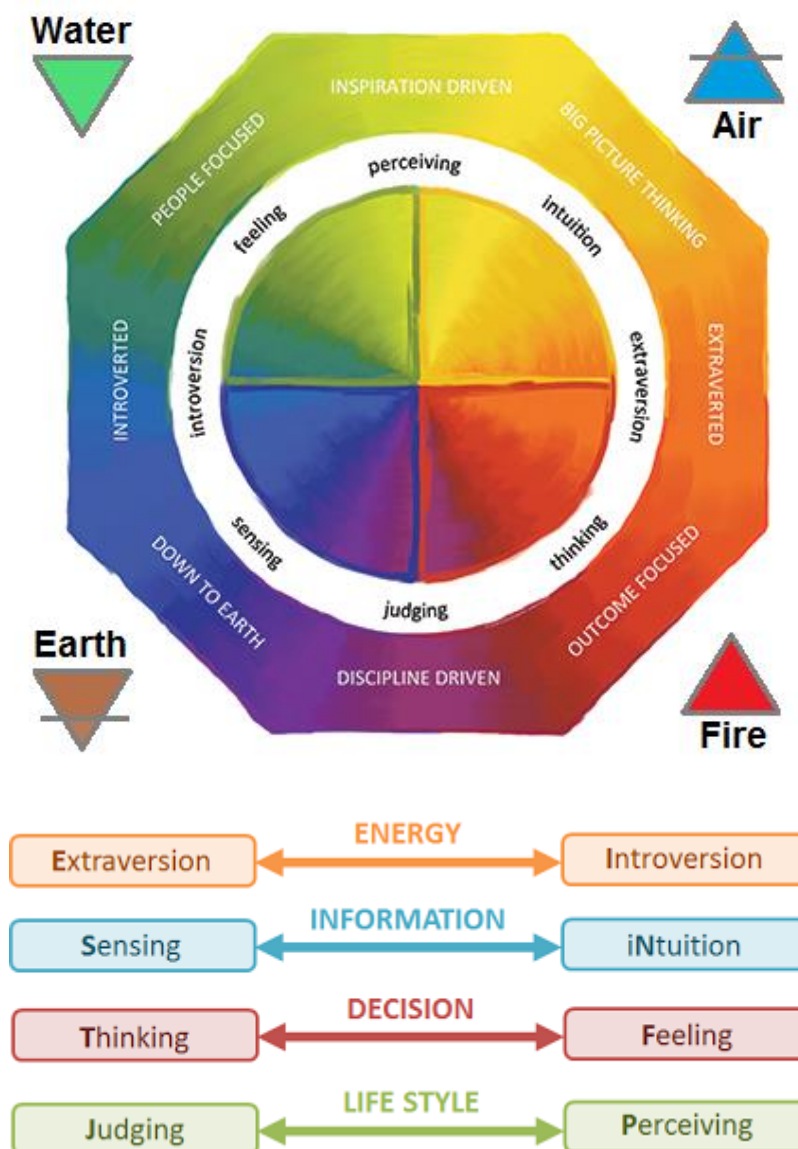 Water
Air
INSPIRATION DRIVEN
PEOPLE FOCUSED
BIG PICTURE THINKING
perceiving
feeling
intuition
INTROVERTED
introversion
extraversion
EXTRAVERTED
sensing
thinking
judging
DOWN TO EARTH
OUTCOME FOCUSED
DISCIPLINE DRIVEN
Earth
Fire
ENERGY
Extraversion
Introversion
INFORMATION
Sensing
iNtuition
DECISION
Thinking
Feeling
LIFE STYLE
Judging
Perceiving